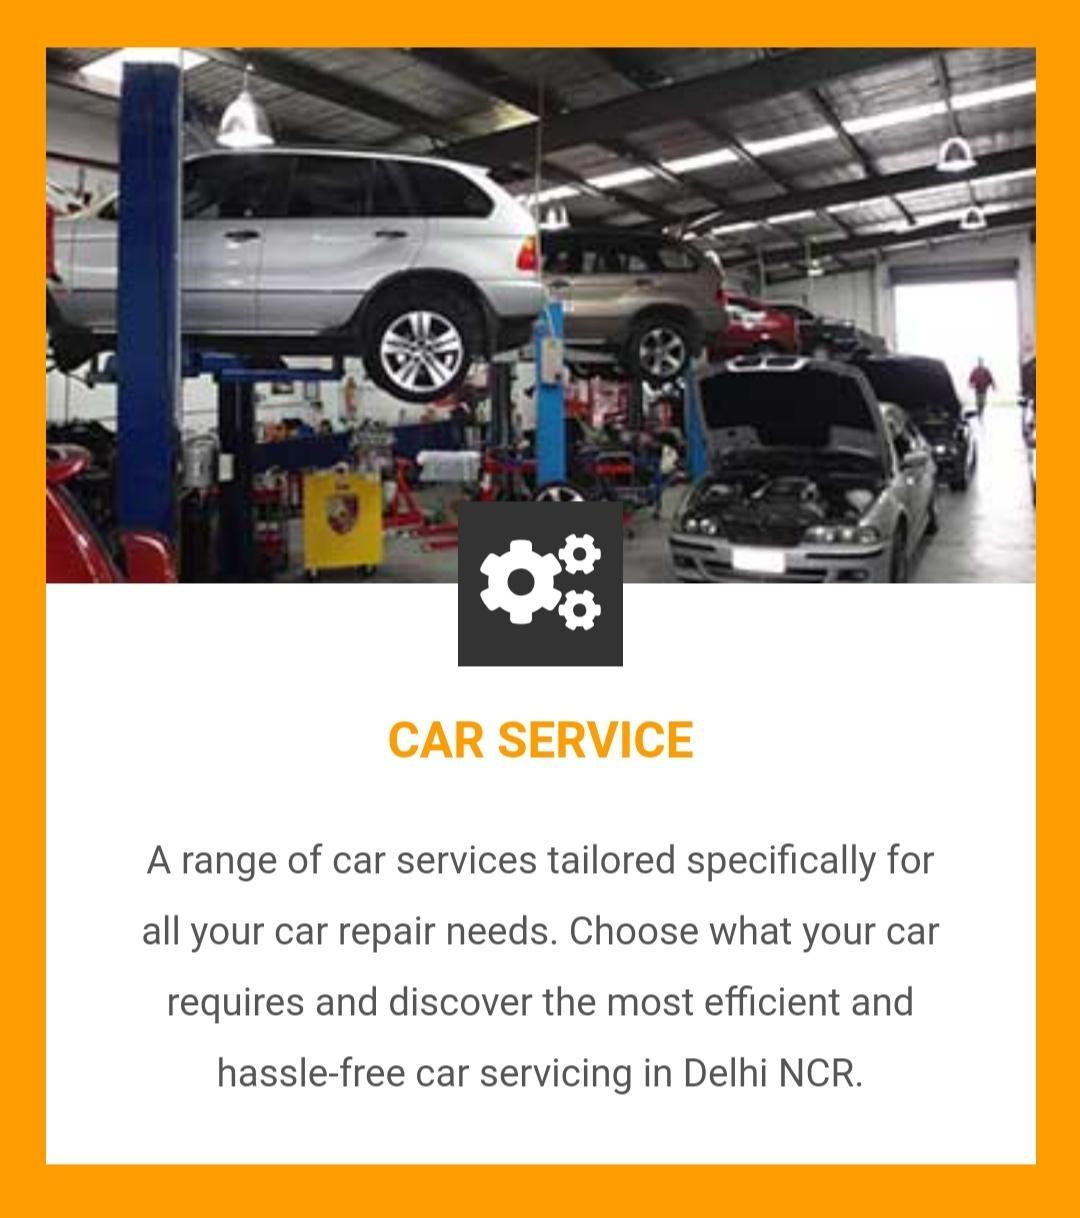 CAR SERVICE
A range of car services tailored specifically for
all your car repair needs. Choose what your car
requires and discover the most efficient and
hassle-free car servicing in Delhi NCR.